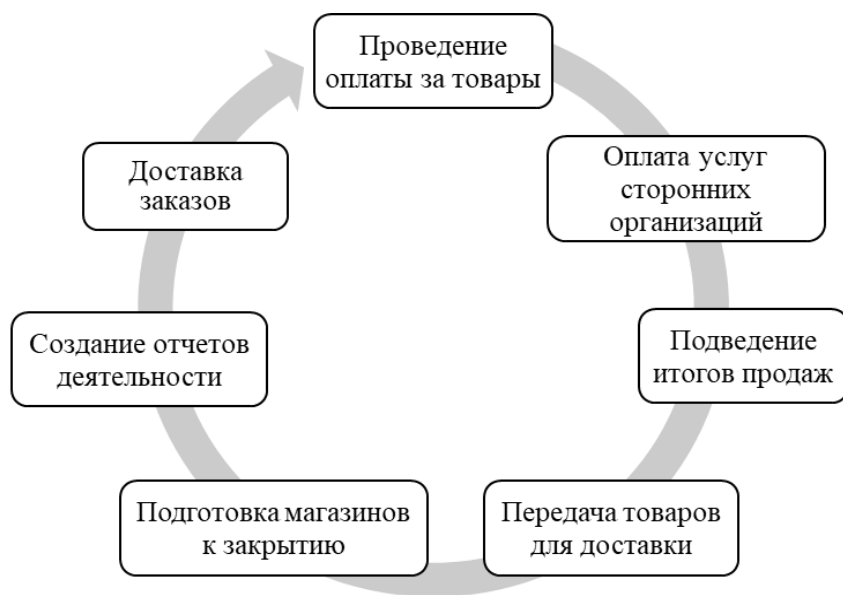 Проведение
оплаты за товары
Оплата услуг
сторонних
организаций
Подведение
итогов продаж
Передача товаров
для доставки
Подготовка магазинов
к закрытию
Создание отчетов
деятельности
Доставка
заказов